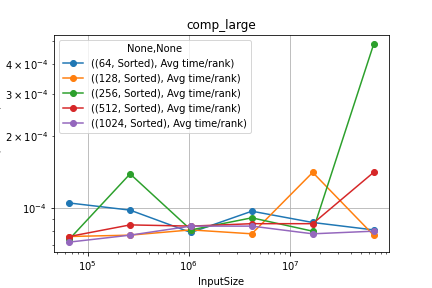 comp_large
None,None
((64, Sorted), Avg time/rank)
((128, Sorted), Avg time/rank)
((256, Sorted), Avg time/rank)
((512, Sorted), Avg time/rank)
((1024, Sorted), Avg time/rank)
4 × 10⁻⁴
3 × 10⁻⁴
2 × 10⁻⁴
10⁻⁴
10⁵ 10⁶ 10⁷
InputSize